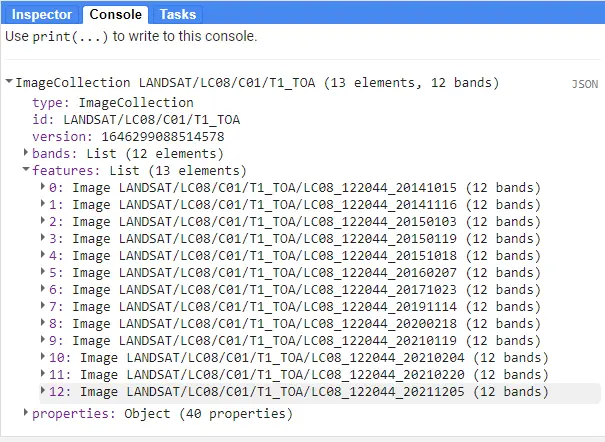 Inspector Console Tasks
Use print(...) to write to this console.
ImageCollection LANDSAT/LC08/C01/T1_TOA (13 elements, 12 bands) JSON
type: ImageCollection
id: LANDSAT/LC08/C01/T1_TOA
version: 1646299088514578
bands: List (12 elements)
features: List (13 elements)
0: Image LANDSAT/LC08/C01/T1_TOA/LC08_122044_20141015 (12 bands)
1: Image LANDSAT/LC08/C01/T1_TOA/LC08_122044_20141116 (12 bands)
2: Image LANDSAT/LC08/C01/T1_TOA/LC08_122044_20150103 (12 bands)
3: Image LANDSAT/LC08/C01/T1_TOA/LC08_122044_20150119 (12 bands)
4: Image LANDSAT/LC08/C01/T1_TOA/LC08_122044_20151018 (12 bands)
5: Image LANDSAT/LC08/C01/T1_TOA/LC08_122044_20160207 (12 bands)
6: Image LANDSAT/LC08/C01/T1_TOA/LC08_122044_20171023 (12 bands)
7: Image LANDSAT/LC08/C01/T1_TOA/LC08_122044_20191114 (12 bands)
8: Image LANDSAT/LC08/C01/T1_TOA/LC08_122044_20200218 (12 bands)
9: Image LANDSAT/LC08/C01/T1_TOA/LC08_122044_20210119 (12 bands)
10: Image LANDSAT/LC08/C01/T1_TOA/LC08_122044_20210204 (12 bands)
11: Image LANDSAT/LC08/C01/T1_TOA/LC08_122044_20210220 (12 bands)
12: Image LANDSAT/LC08/C01/T1_TOA/LC08_122044_20211205 (12 bands)
properties: Object (40 properties)